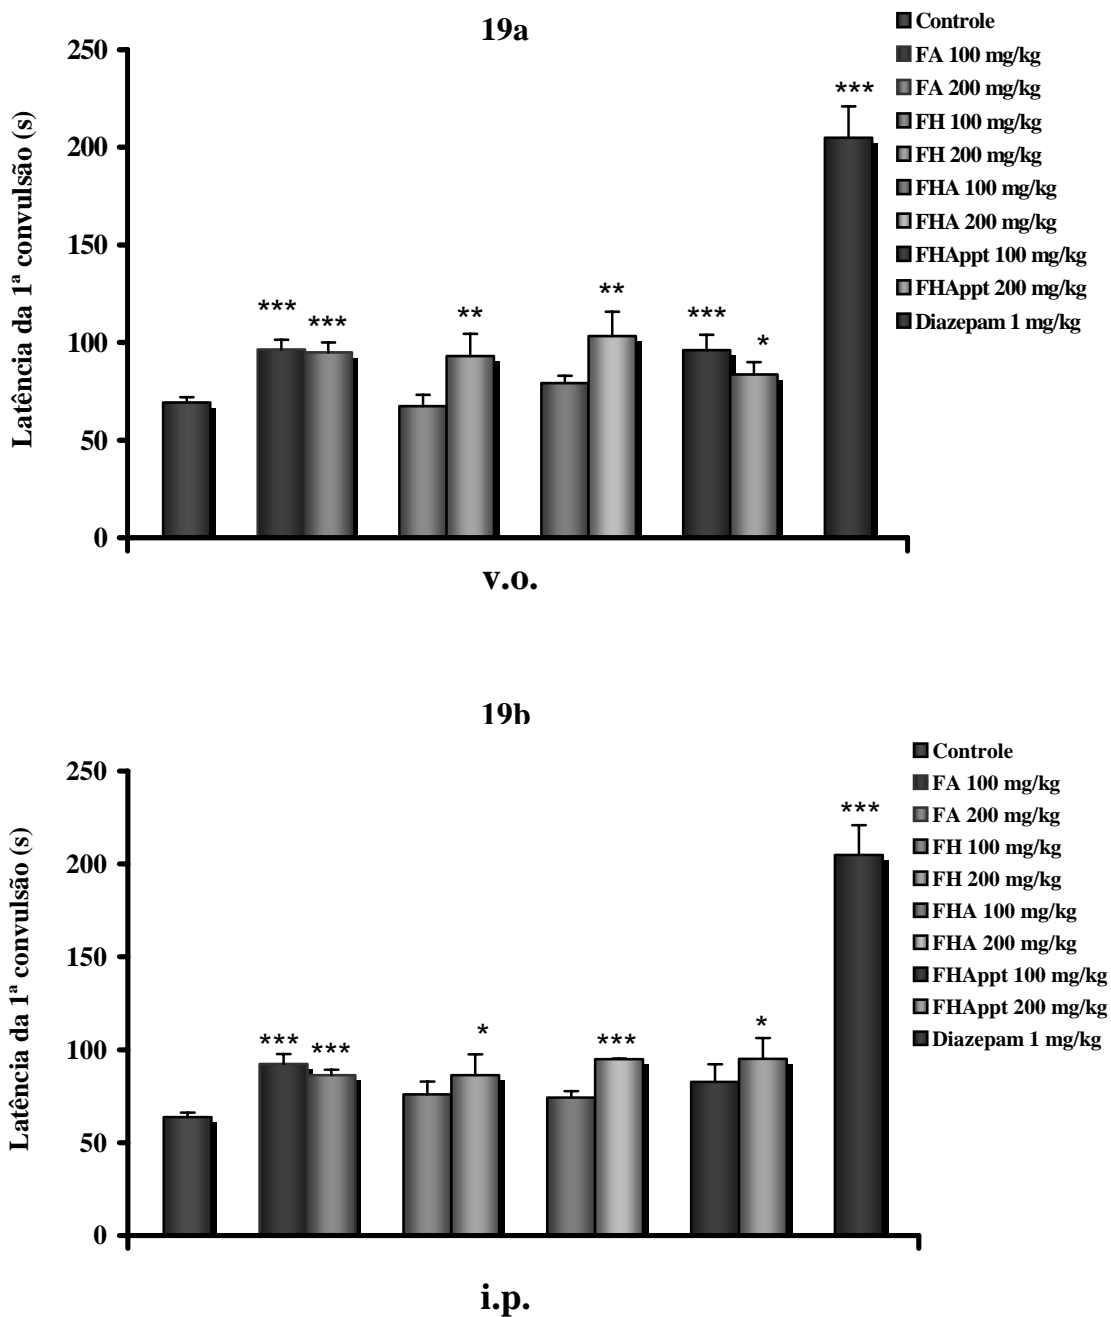 19a
Controle
FA 100 mg/kg
FA 200 mg/kg
FH 100 mg/kg
FH 200 mg/kg
FHA 100 mg/kg
FHA 200 mg/kg
FHAppt 100 mg/kg
FHAppt 200 mg/kg
Diazepam 1 mg/kg
Latência da 1ª convulsão (s)
250
200
150
100
50
0
***
***
***
**
**
***
*
v.o.
19b
Controle
FA 100 mg/kg
FA 200 mg/kg
FH 100 mg/kg
FH 200 mg/kg
FHA 100 mg/kg
FHA 200 mg/kg
FHAppt 100 mg/kg
FHAppt 200 mg/kg
Diazepam 1 mg/kg
Latência da 1ª convulsão (s)
250
200
150
100
50
0
***
***
***
*
***
*
i.p.